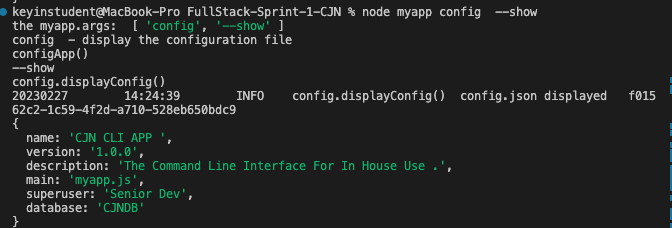 keyinstudent@MacBook-Pro FullStack-Sprint-1-CJN % node myapp config  --show
the myapp.args:  [ 'config', '--show' ]
config  - display the configuration file
configApp()
--show
config.displayConfig()
20230227        14:24:39        INFO    config.displayConfig()  config.json displayed   f015
62c2-1c59-4f2d-a710-528eb650bdc9
{
  name: 'CJN CLI APP ',
  version: '1.0.0',
  description: 'The Command Line Interface For In House Use .',
  main: 'myapp.js',
  superuser: 'Senior Dev',
  database: 'CJNDB'
}